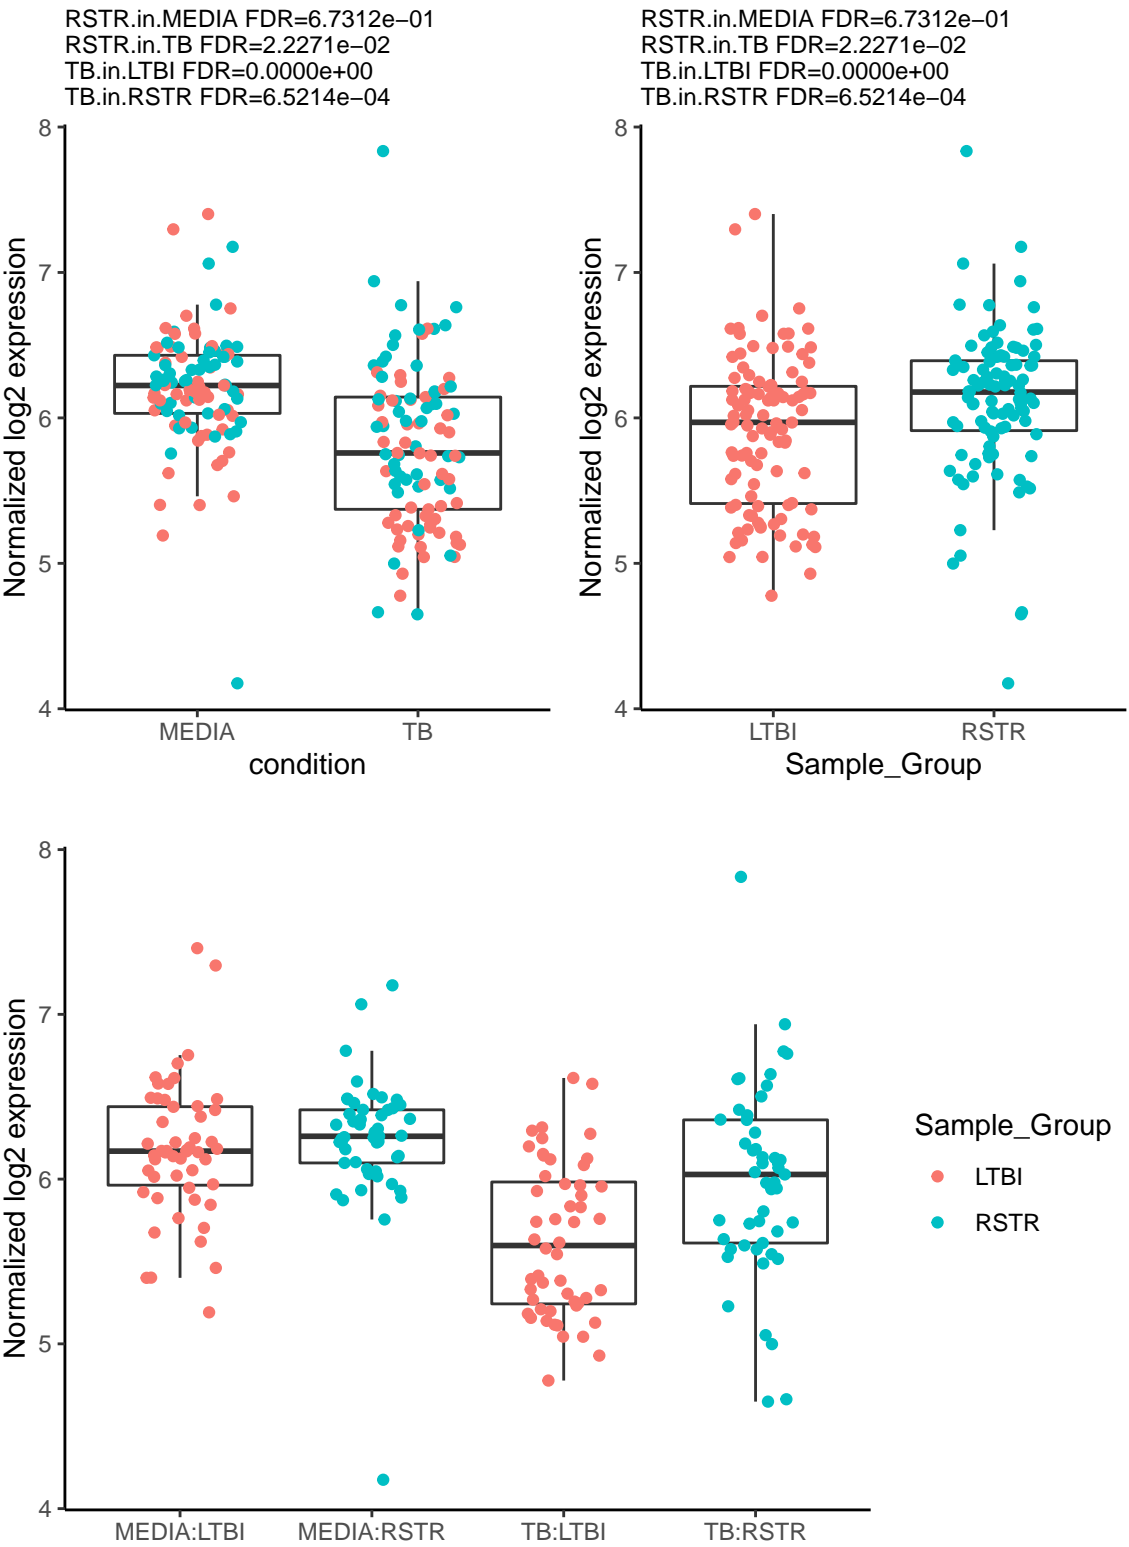 RSTR.in.MEDIA FDR=6.7312e−01
RSTR.in.TB FDR=2.2271e−02
TB.in.LTBI FDR=0.0000e+00
TB.in.RSTR FDR=6.5214e−04
8
7
6
5
4
Normalized log2 expression
MEDIA TB
condition
RSTR.in.MEDIA FDR=6.7312e−01
RSTR.in.TB FDR=2.2271e−02
TB.in.LTBI FDR=0.0000e+00
TB.in.RSTR FDR=6.5214e−04
8
7
6
5
4
Normalized log2 expression
LTBI RSTR
Sample_Group
8
7
6
5
4
Normalized log2 expression
MEDIA:LTBI MEDIA:RSTR TB:LTBI TB:RSTR
Sample_Group
LTBI
RSTR